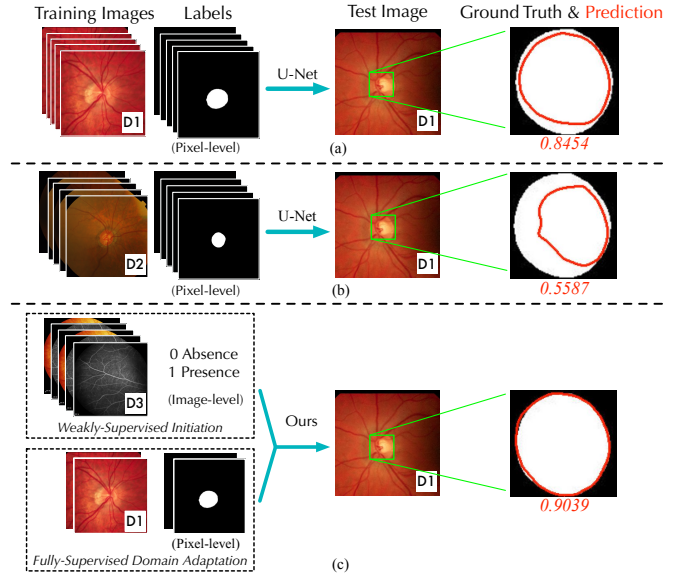 Training Images Labels Test Image Ground Truth & Prediction
U-Net
D1 D1
(Pixel-level) (a) 0.8454
U-Net
D2 D1
(Pixel-level) (b) 0.5587
0 Absence
1 Presence
D3 (Image-level)
Weakly-Supervised Initiation
Ours
D1
D1
(Pixel-level)
0.9039
Fully-Supervised Domain Adaptation
(c)